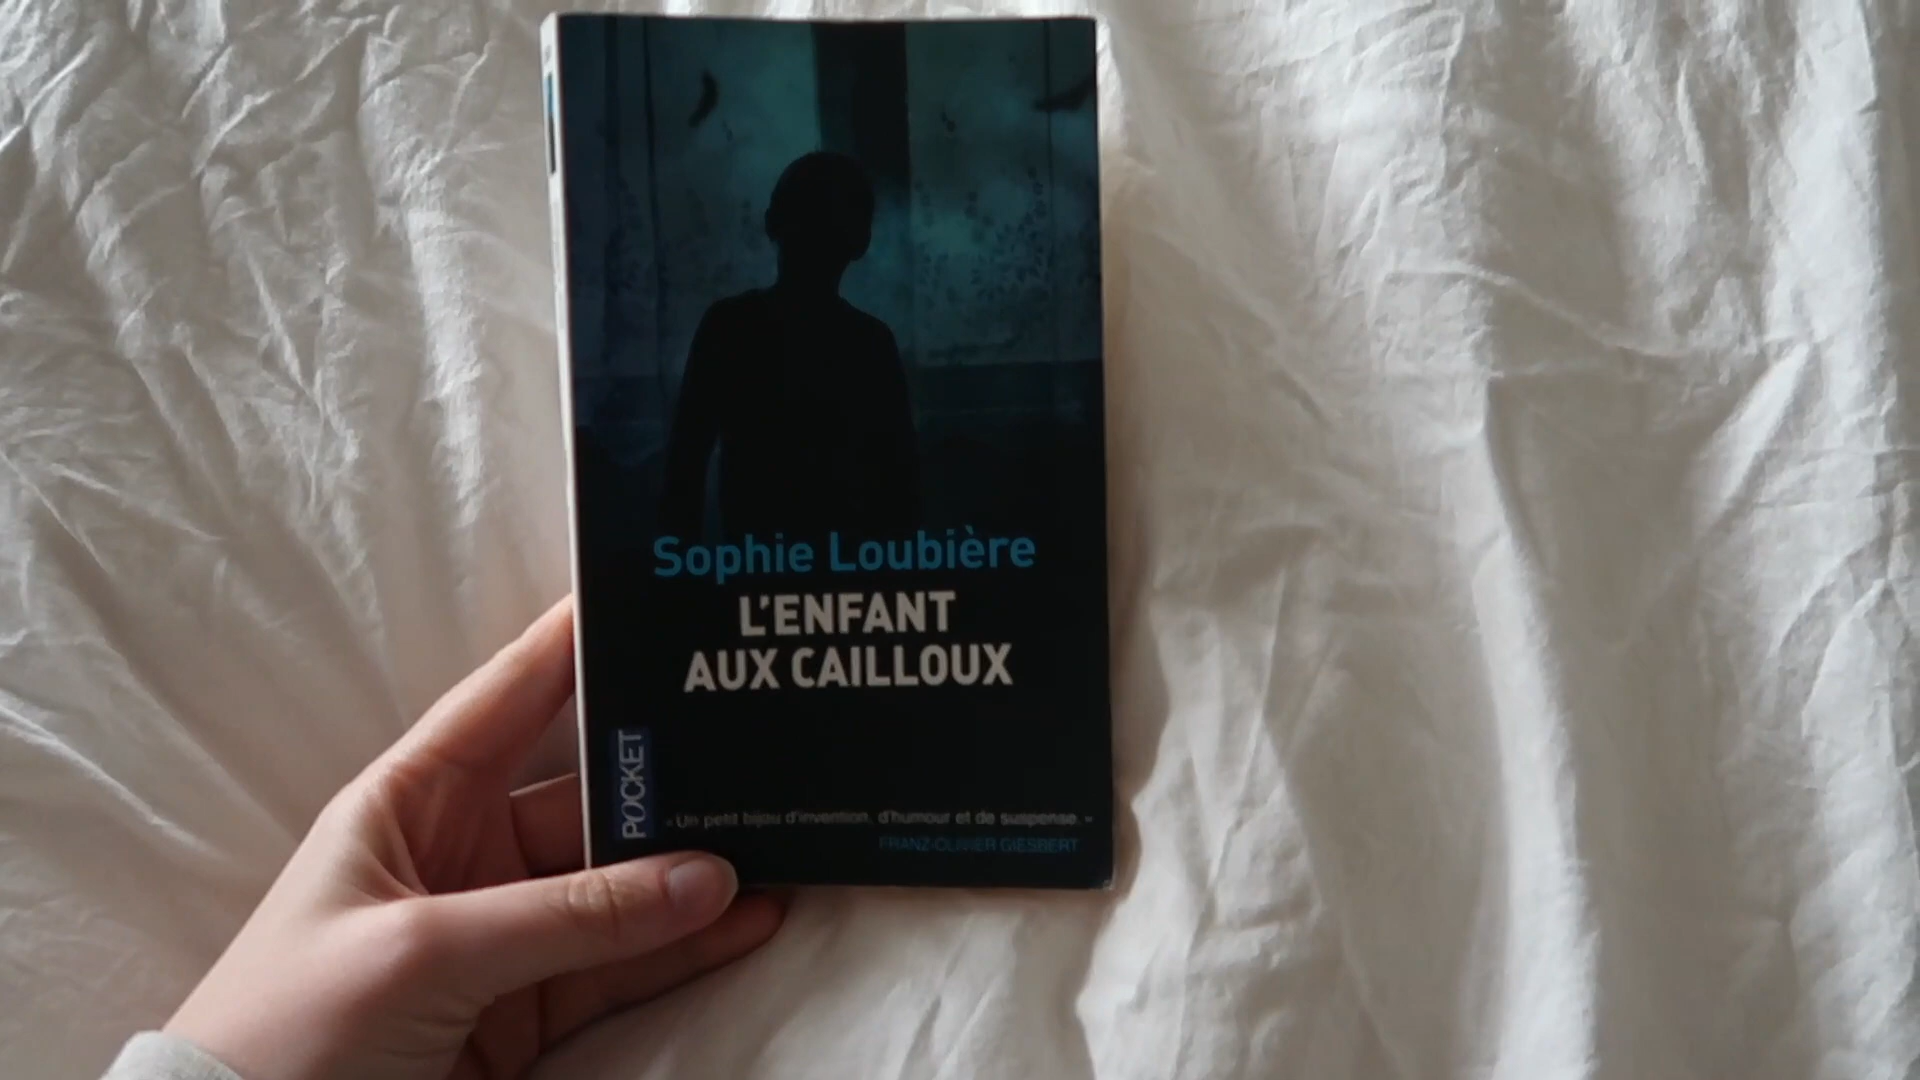 Sophie Loubière
L'ENFANT
AUX CAILLOUX
POCKET
« Un petit bijou d'invention, d'humour et de suspense. »
FRANZ-OLIVIER GIESBERT